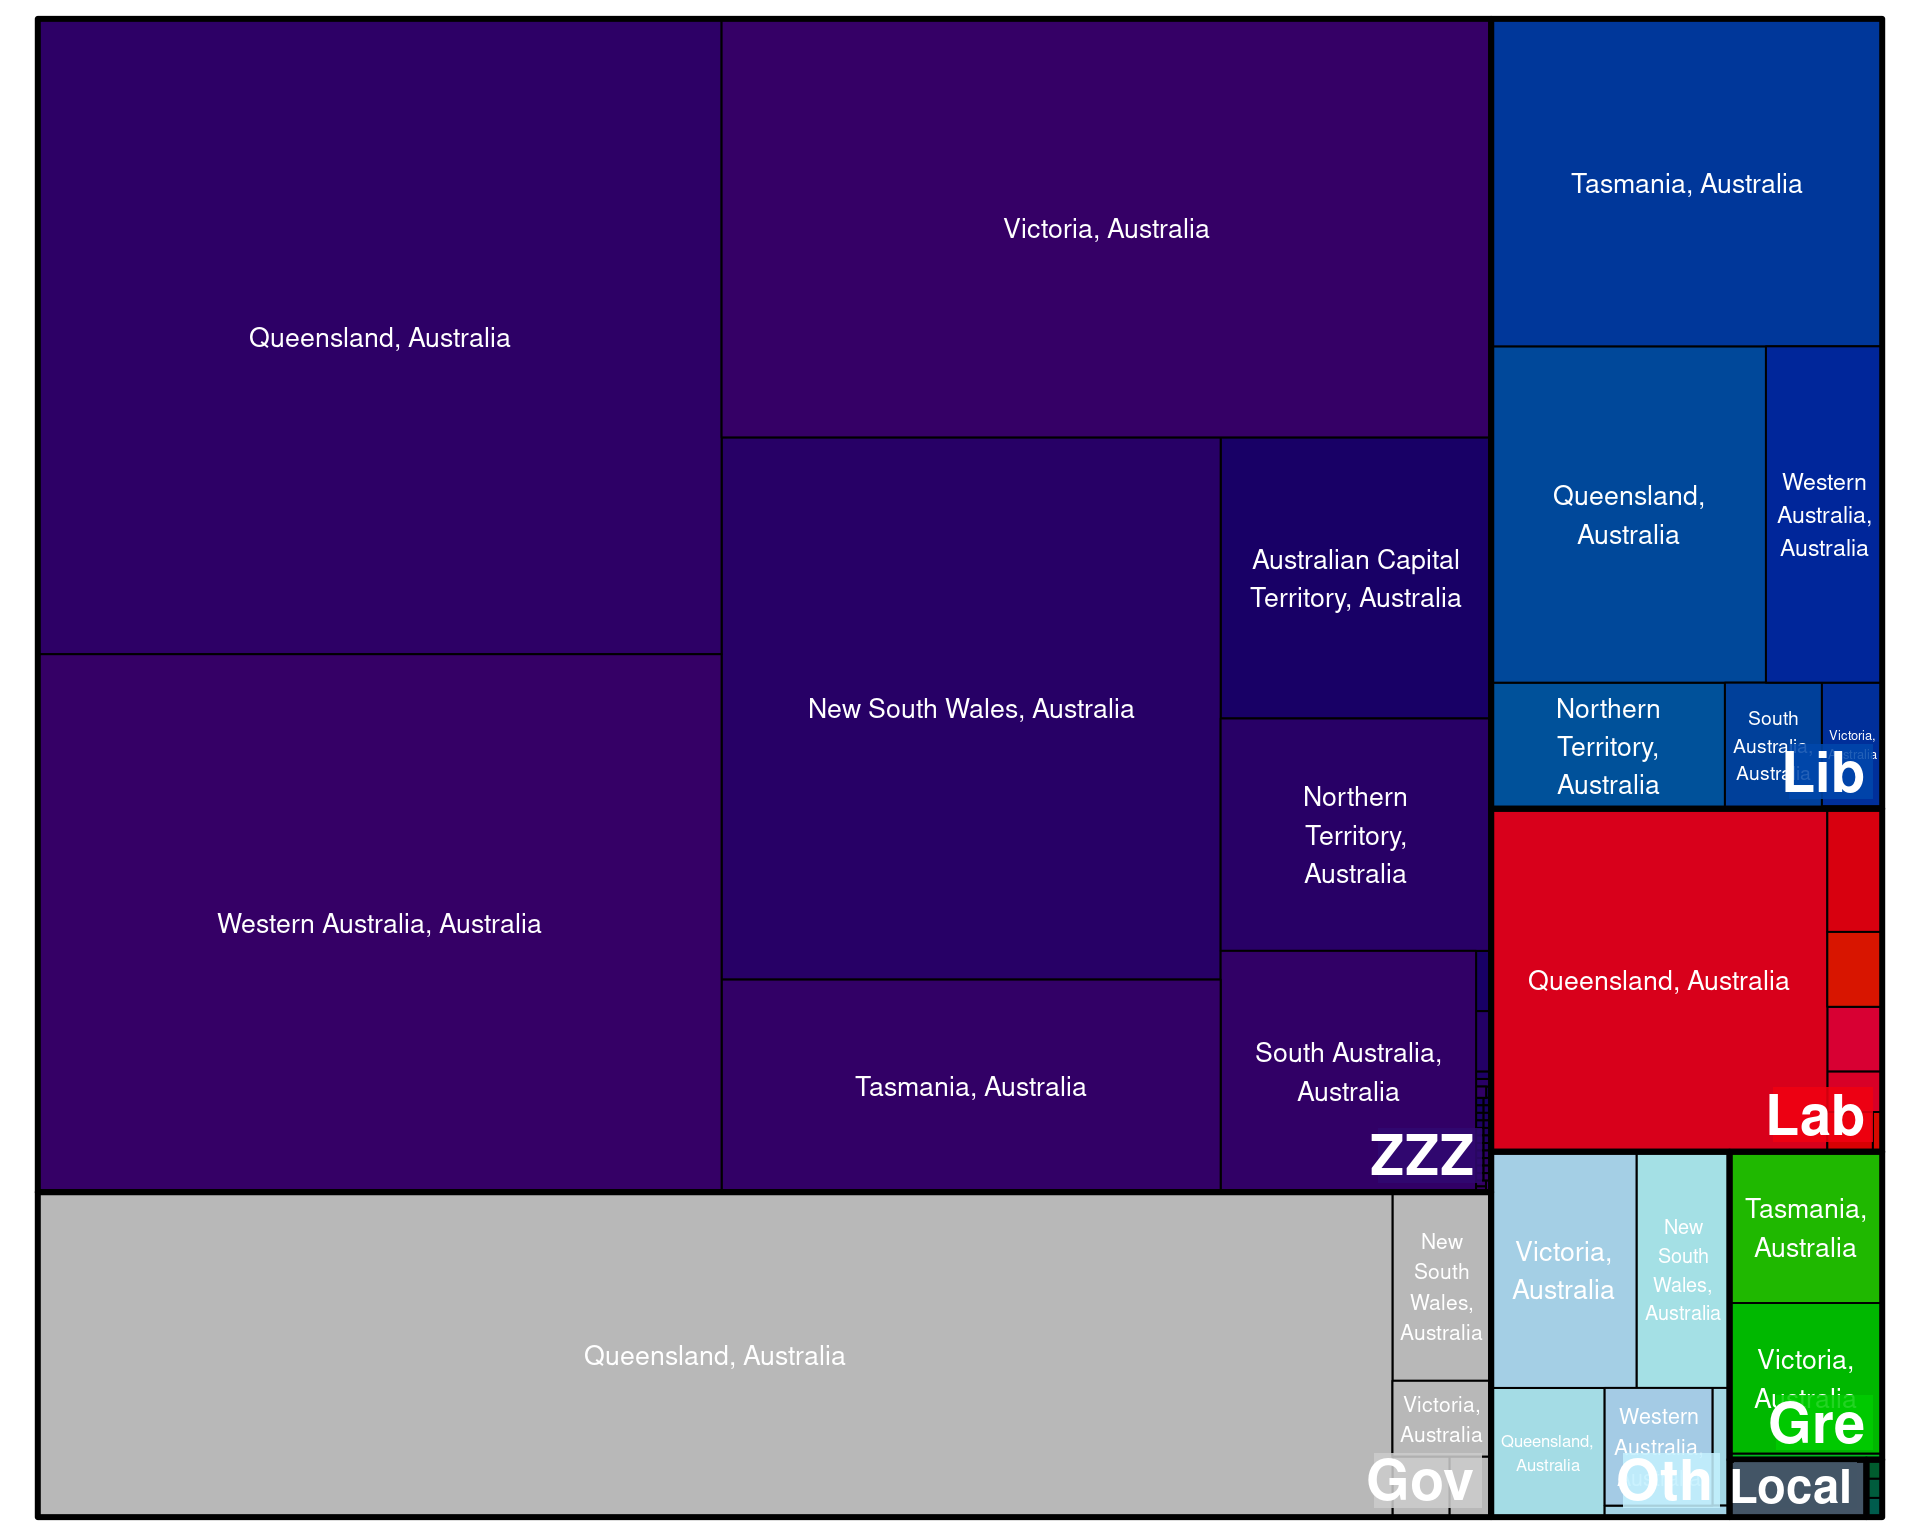 Queensland, Australia
Western Australia, Australia
Victoria, Australia
New South Wales, Australia
Tasmania, Australia
Australian Capital
Territory, Australia
Northern
Territory,
Australia
South Australia,
Australia
ZZZ
Queensland, Australia
New
South
Wales,
Australia
Victoria,
Australia
Gov
Tasmania, Australia
Queensland,
Australia
Western
Australia,
Australia
Northern
Territory,
Australia
South
Australia,
Australia
Victoria,
Australia
Lib
Queensland, Australia
Lab
Victoria,
Australia
New
South
Wales,
Australia
Queensland,
Australia
Western
Australia,
Oth
Tasmania,
Australia
Victoria,
Australia
Gre
Local